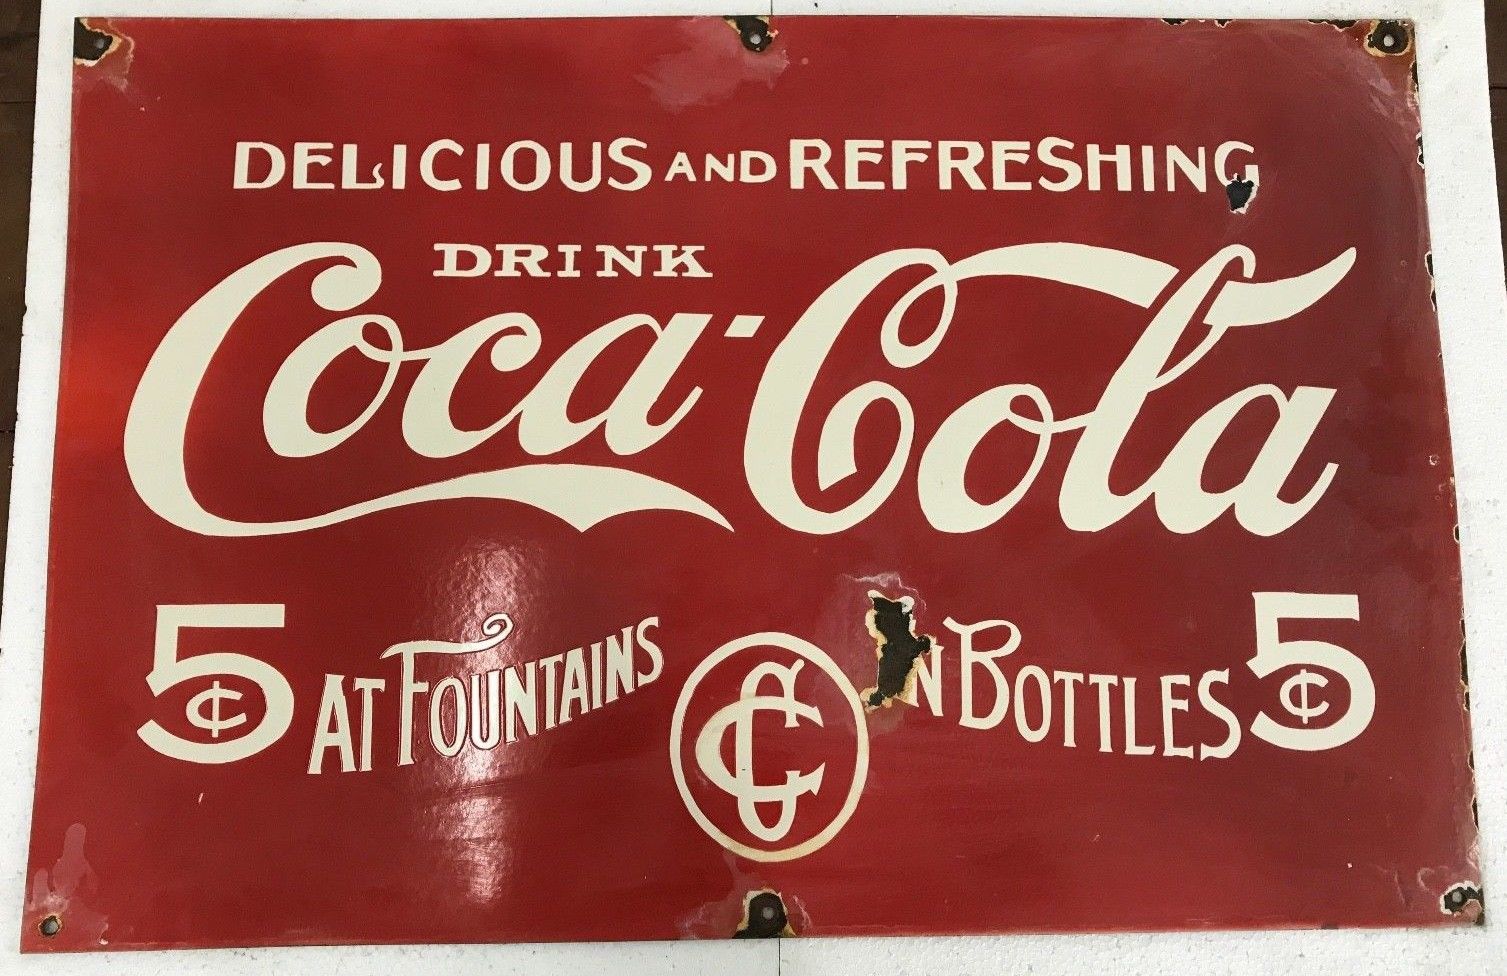 DELICIOUS AND REFRESHING
DRINK
Coca-Cola
5¢ AT FOUNTAINS
CC
N BOTTLES 5¢